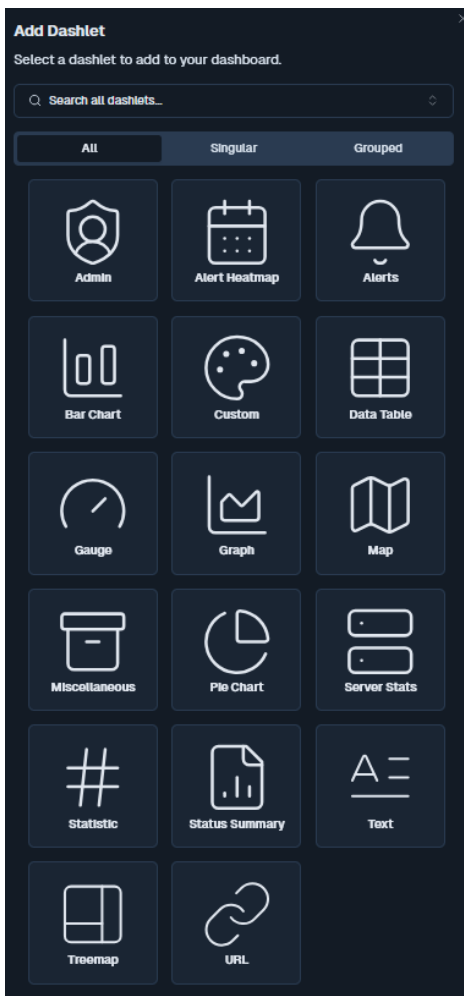 Add Dashlet
Select a dashlet to add to your dashboard.
Search all dashlets...
All Singular Grouped
Admin Alert Heatmap Alerts
Bar Chart Custom Data Table
Gauge Graph Map
Miscellaneous Pie Chart Server Stats
Statistic Status Summary Text
Treemap URL